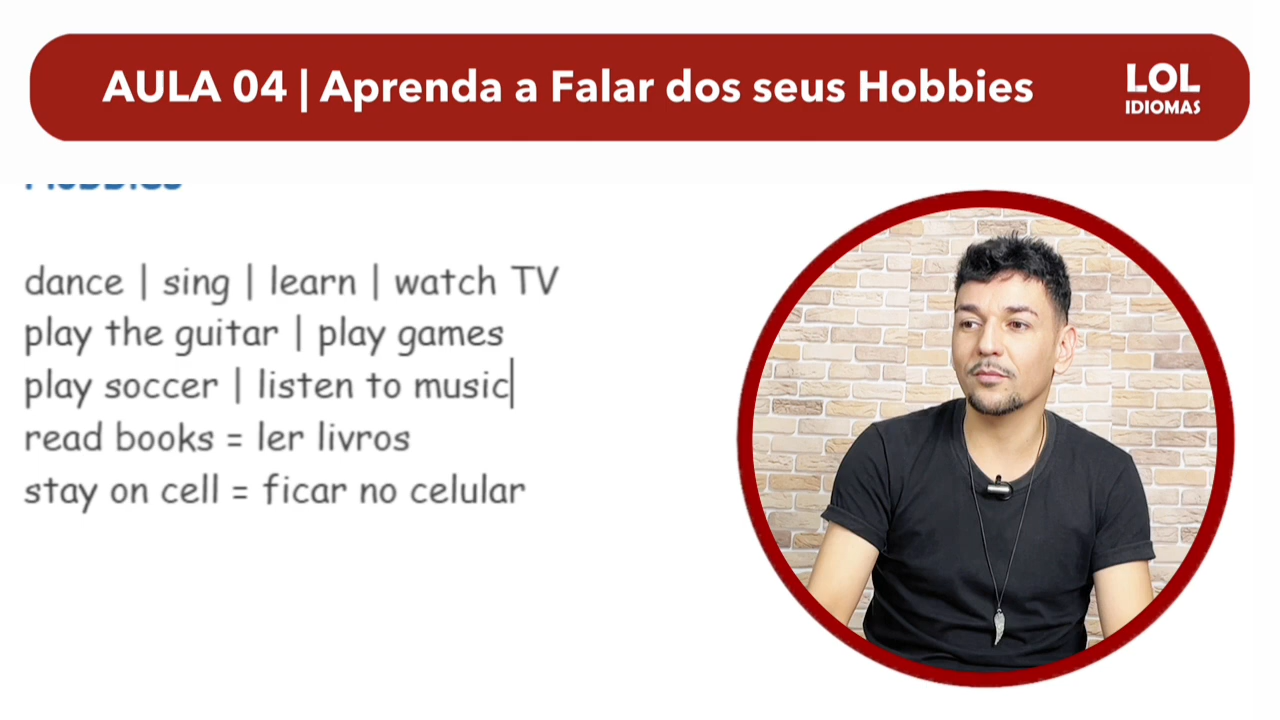 AULA 04 | Aprenda a Falar dos seus Hobbies
LOL
IDIOMAS
Hobbies
dance | sing | learn | watch TV
play the guitar | play games
play soccer | listen to music
read books = ler livros
stay on cell = ficar no celular